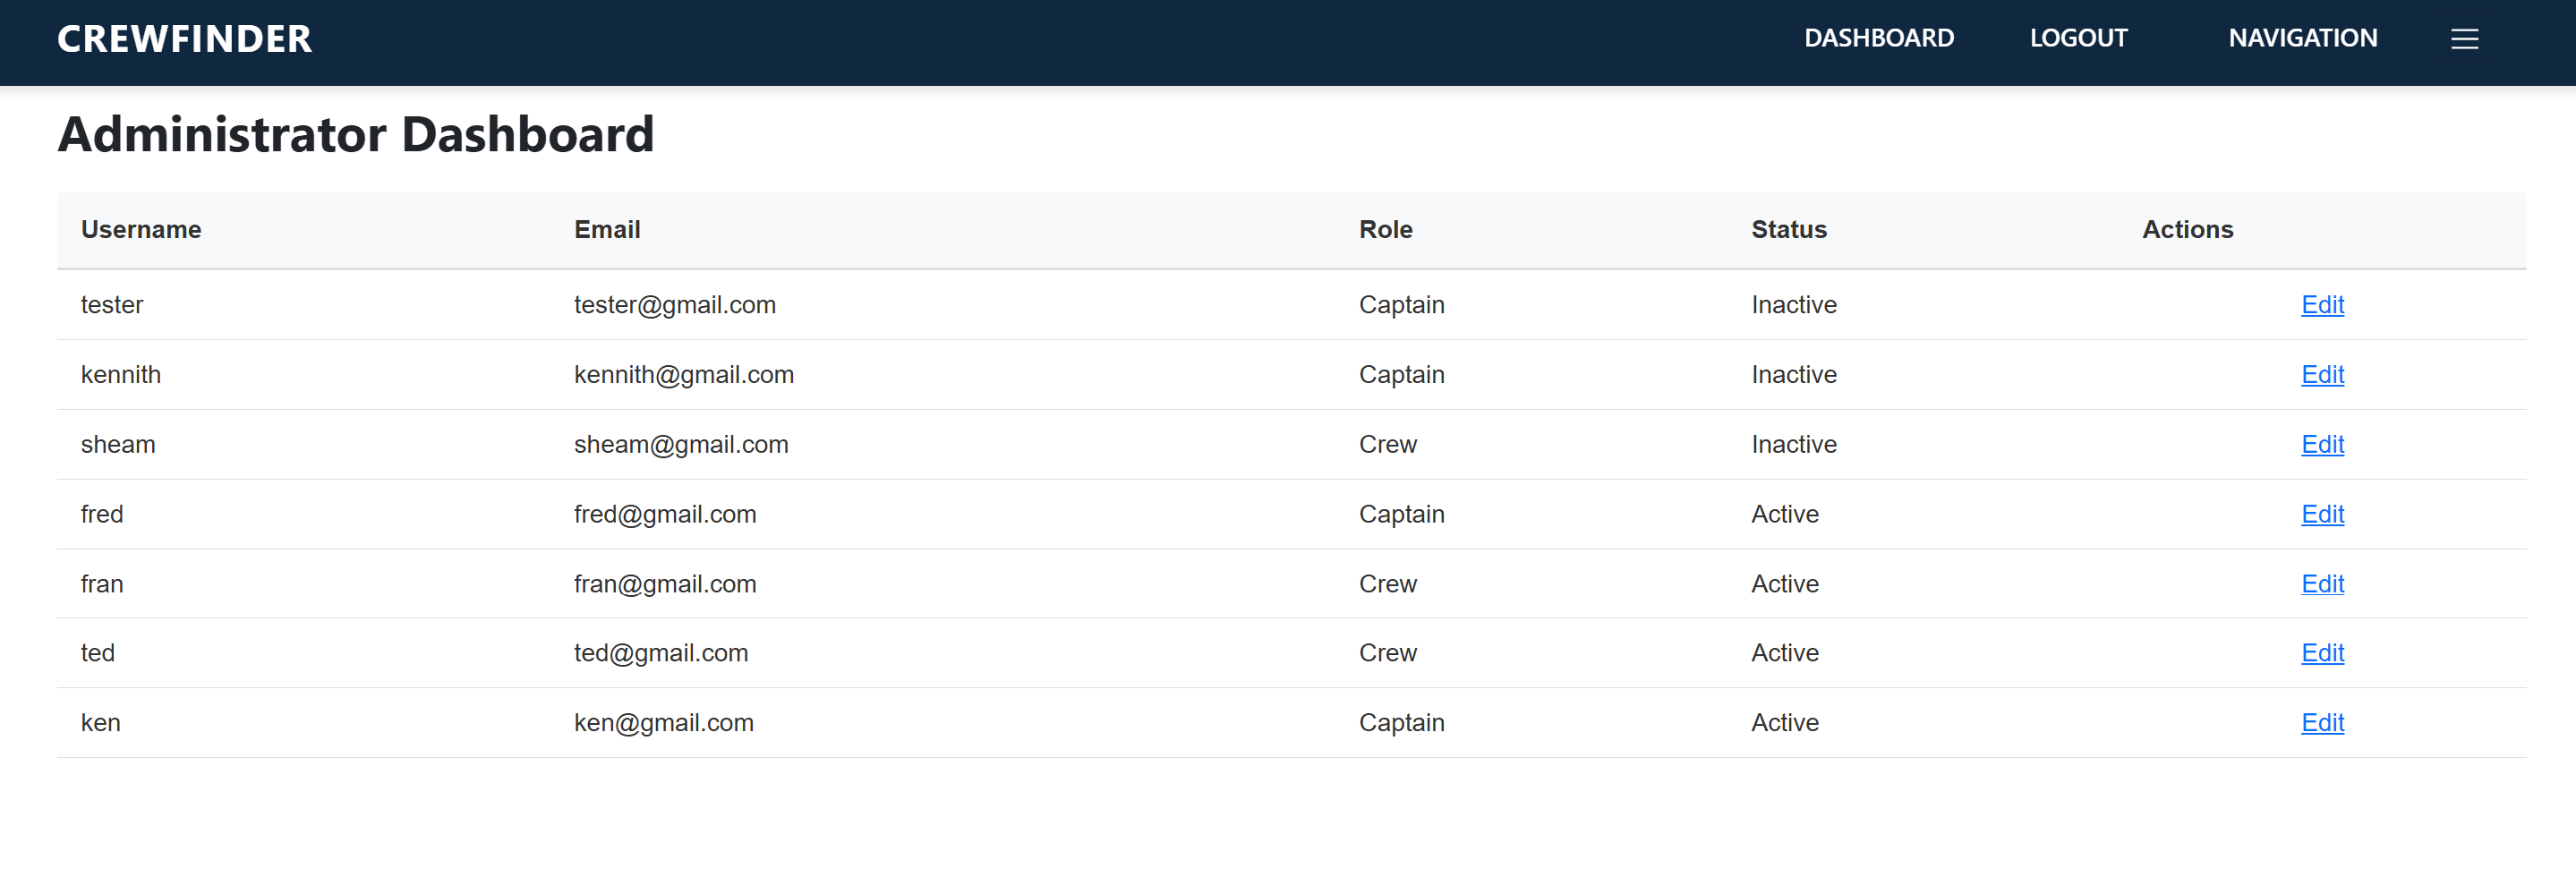 CREWFINDER DASHBOARD LOGOUT NAVIGATION
Administrator Dashboard
Username Email Role Status Actions
tester tester@gmail.com Captain Inactive Edit
kennith kennith@gmail.com Captain Inactive Edit
sheam sheam@gmail.com Crew Inactive Edit
fred fred@gmail.com Captain Active Edit
fran fran@gmail.com Crew Active Edit
ted ted@gmail.com Crew Active Edit
ken ken@gmail.com Captain Active Edit